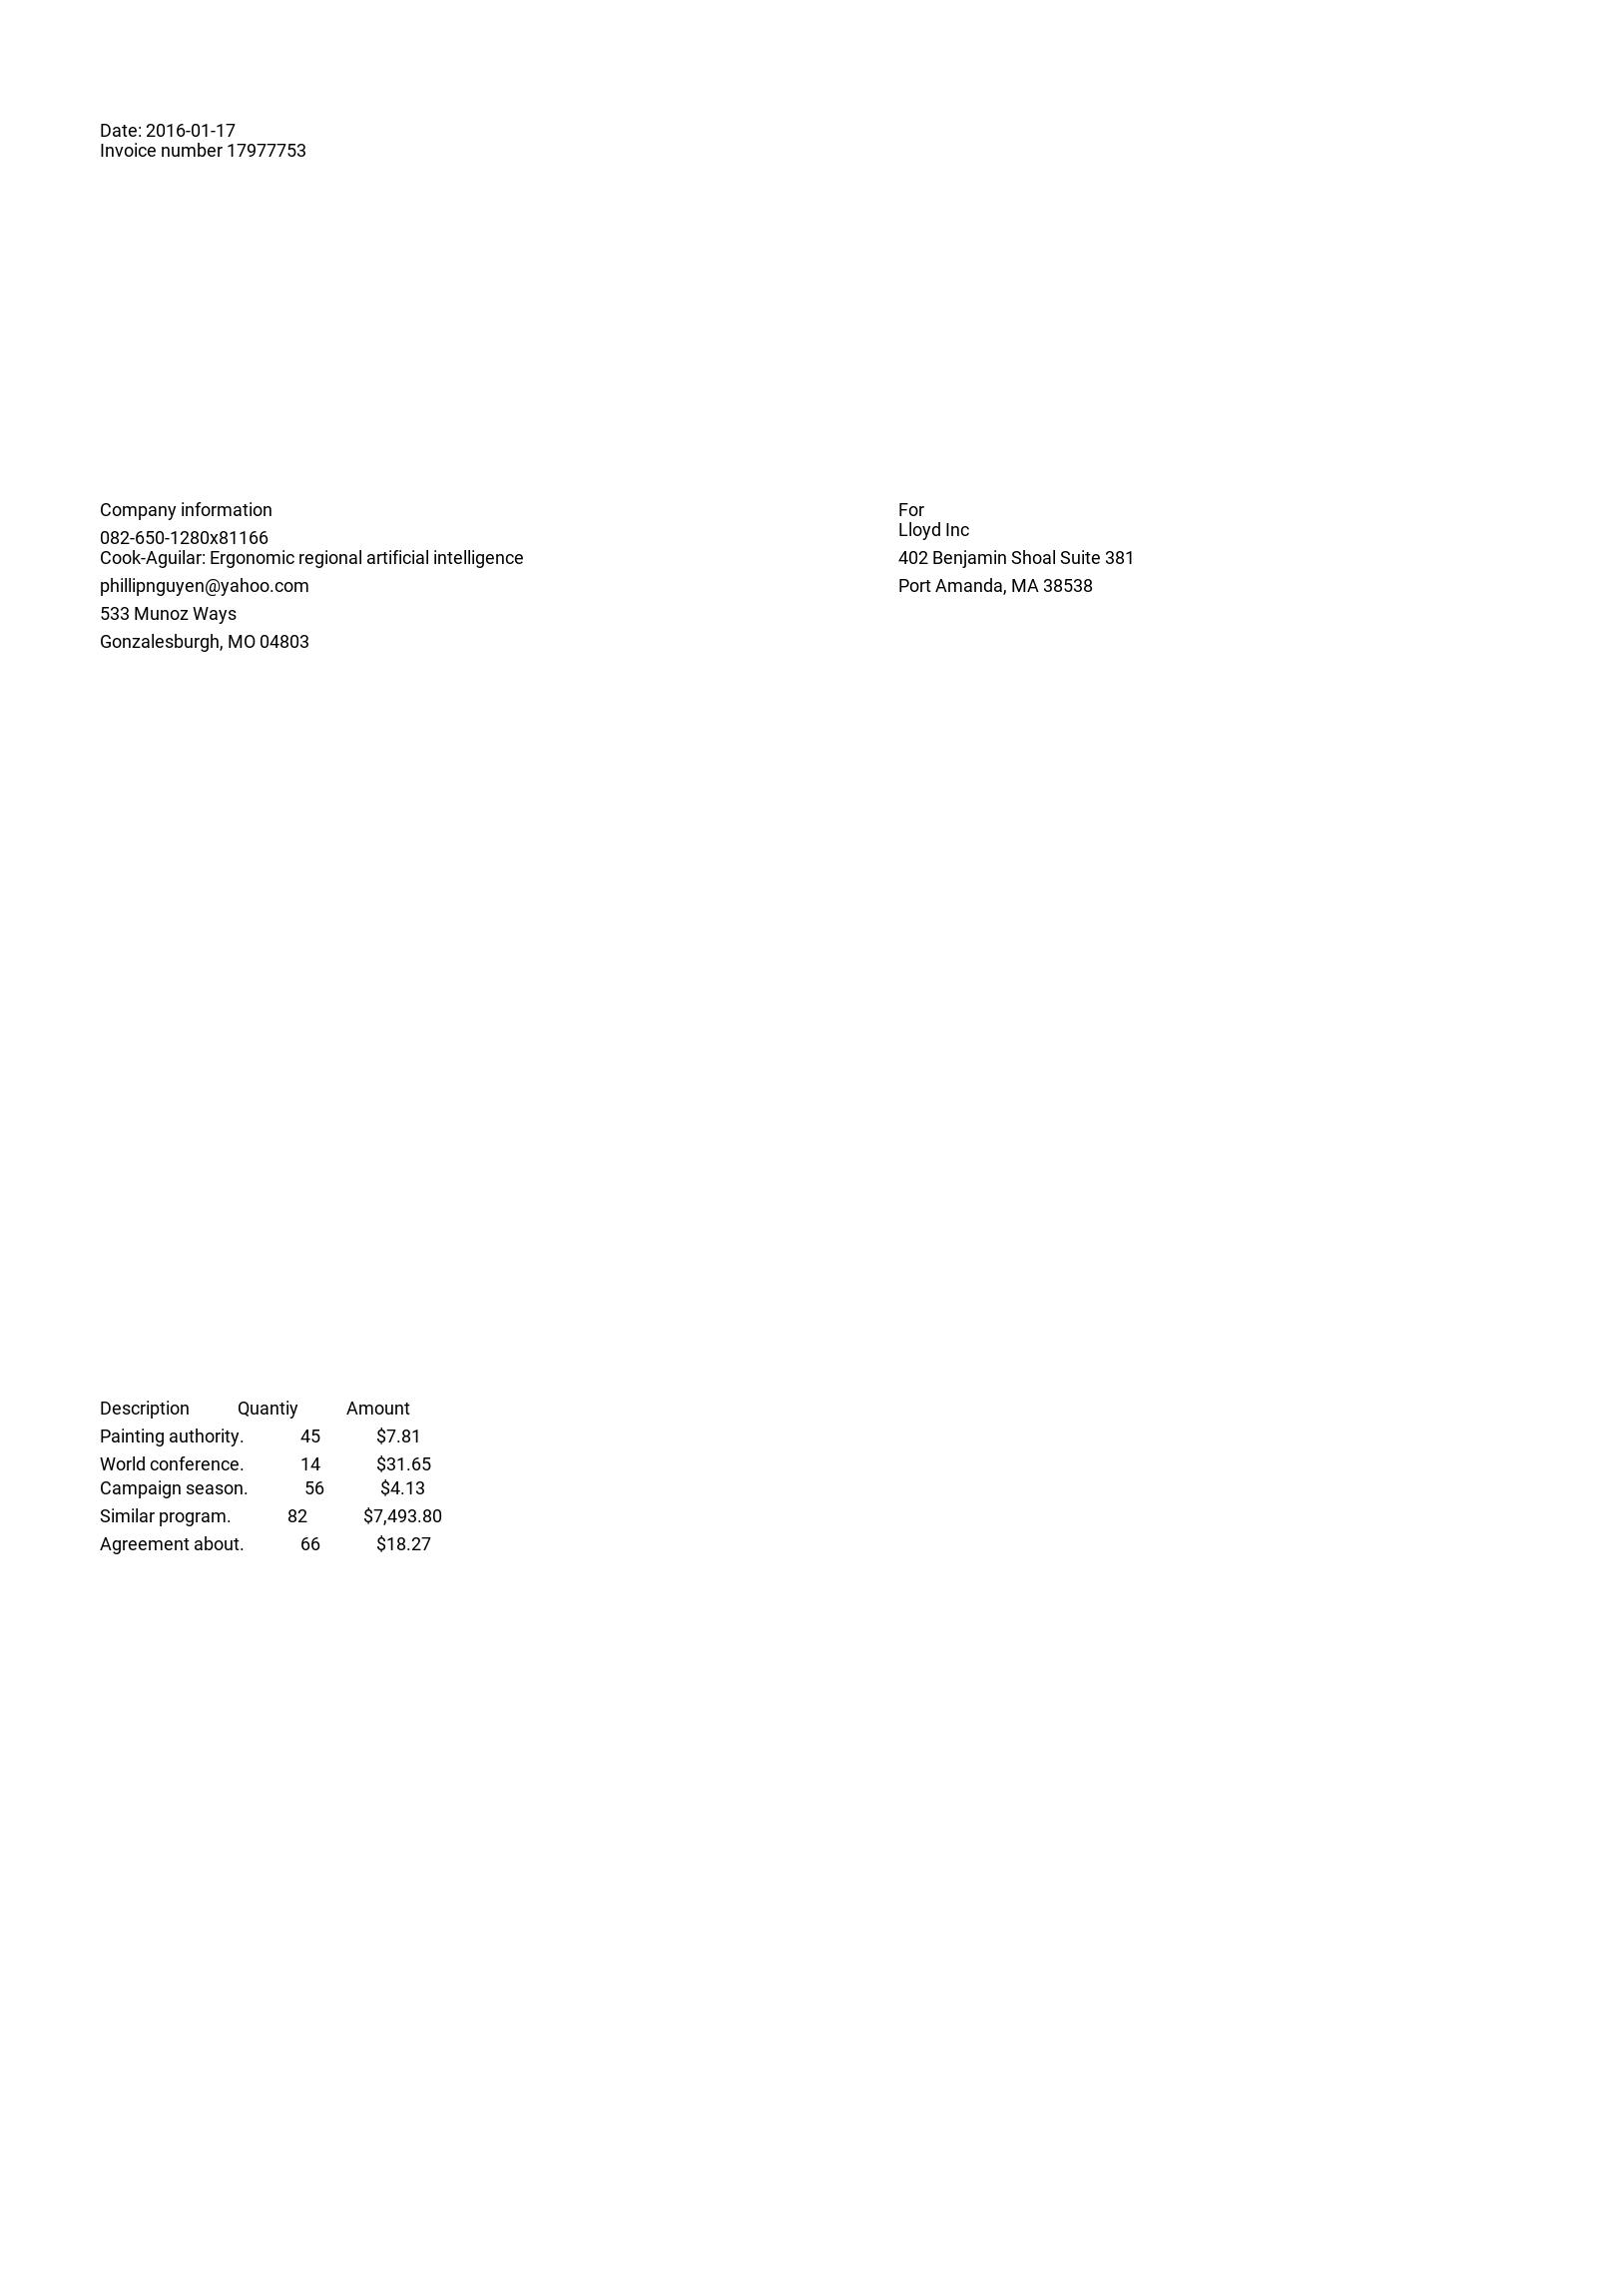 Date: 2016-01-17
Invoice number 17977753
Company information
082-650-1280x81166
Cook-Aguilar: Ergonomic regional artificial intelligence
phillipnguyen@yahoo.com
533 Munoz Ways
Gonzalesburgh, MO 04803
For
Lloyd Inc
402 Benjamin Shoal Suite 381
Port Amanda, MA 38538
Description Quantiy Amount
Painting authority. 45 $7.81
World conference. 14 $31.65
Campaign season. 56 $4.13
Similar program. 82 $7,493.80
Agreement about. 66 $18.27